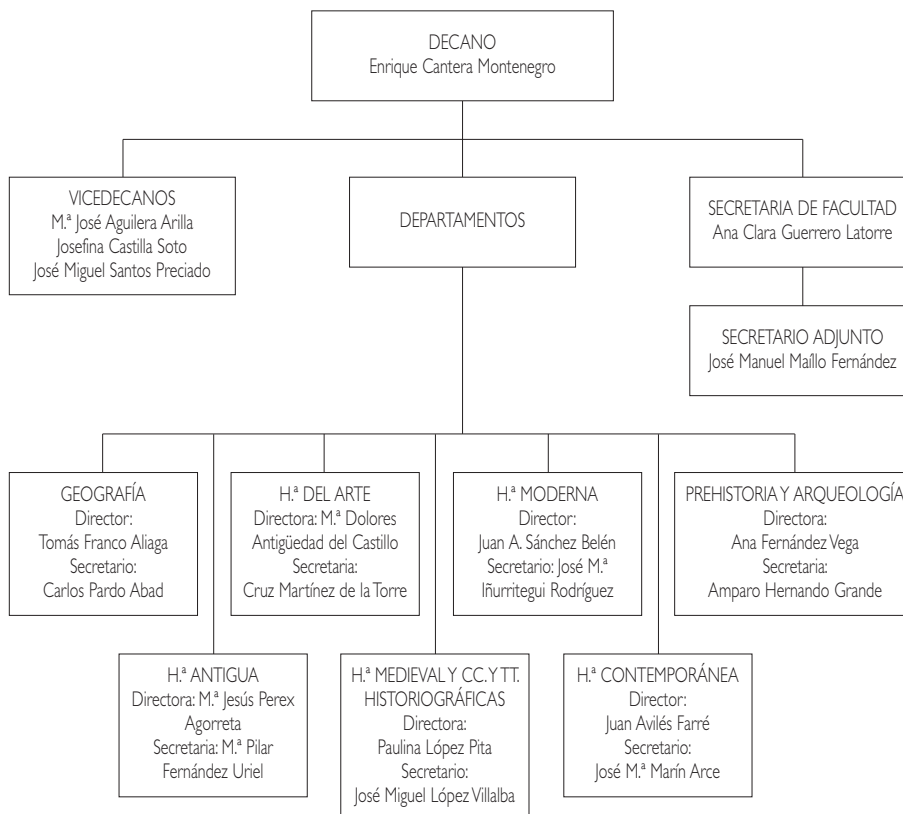 DECANO
Enrique Cantera Montenegro
VICEDECANOS
M.ª José Aguilera Arilla
Josefina Castilla Soto
José Miguel Santos Preciado
DEPARTAMENTOS
SECRETARIA DE FACULTAD
Ana Clara Guerrero Latorre
SECRETARIO ADJUNTO
José Manuel Maíllo Fernández
GEOGRAFÍA
Director:
Tomás Franco Aliaga
Secretario:
Carlos Pardo Abad
H.ª DEL ARTE
Directora: M.ª Dolores
Antigüedad del Castillo
Secretaria:
Cruz Martínez de la Torre
H.ª MODERNA
Director:
Juan A. Sánchez Belén
Secretario: José M.ª
Iñurritegui Rodríguez
PREHISTORIA Y ARQUEOLOGÍA
Directora:
Ana Fernández Vega
Secretaria:
Amparo Hernando Grande
H.ª ANTIGUA
Directora: M.ª Jesús Perex
Agorreta
Secretaria: M.ª Pilar
Fernández Uriel
H.ª MEDIEVAL Y CC. Y TT.
HISTORIOGRÁFICAS
Directora:
Paulina López Pita
Secretario:
José Miguel López Villalba
H.ª CONTEMPORÁNEA
Director:
Juan Avilés Farré
Secretario:
José M.ª Marín Arce